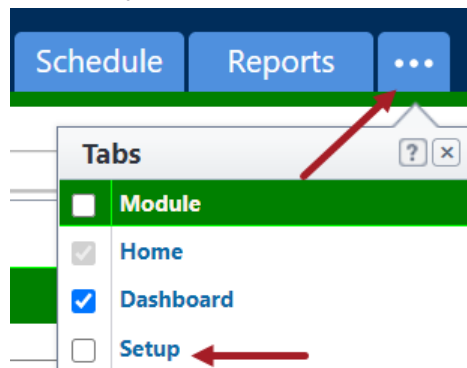 Schedule Reports ...
Tabs ? x
Module
Home
Dashboard
Setup